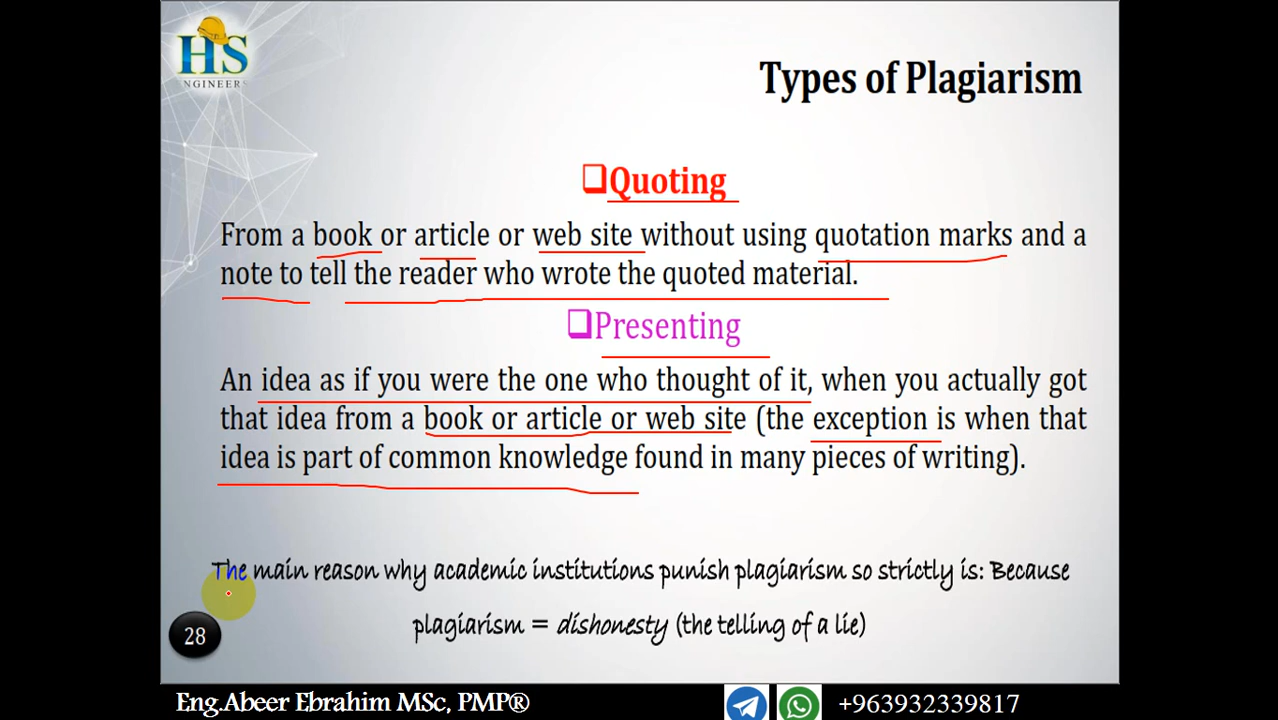 HS
ENGINEERS
Types of Plagiarism
Quoting
From a book or article or web site without using quotation marks and a
note to tell the reader who wrote the quoted material.
Presenting
An idea as if you were the one who thought of it, when you actually got
that idea from a book or article or web site (the exception is when that
idea is part of common knowledge found in many pieces of writing).
The main reason why academic institutions punish plagiarism so strictly is: Because
plagiarism = dishonesty (the telling of a lie)
28
Eng.Abeer Ebrahim MSc, PMP® +963932339817